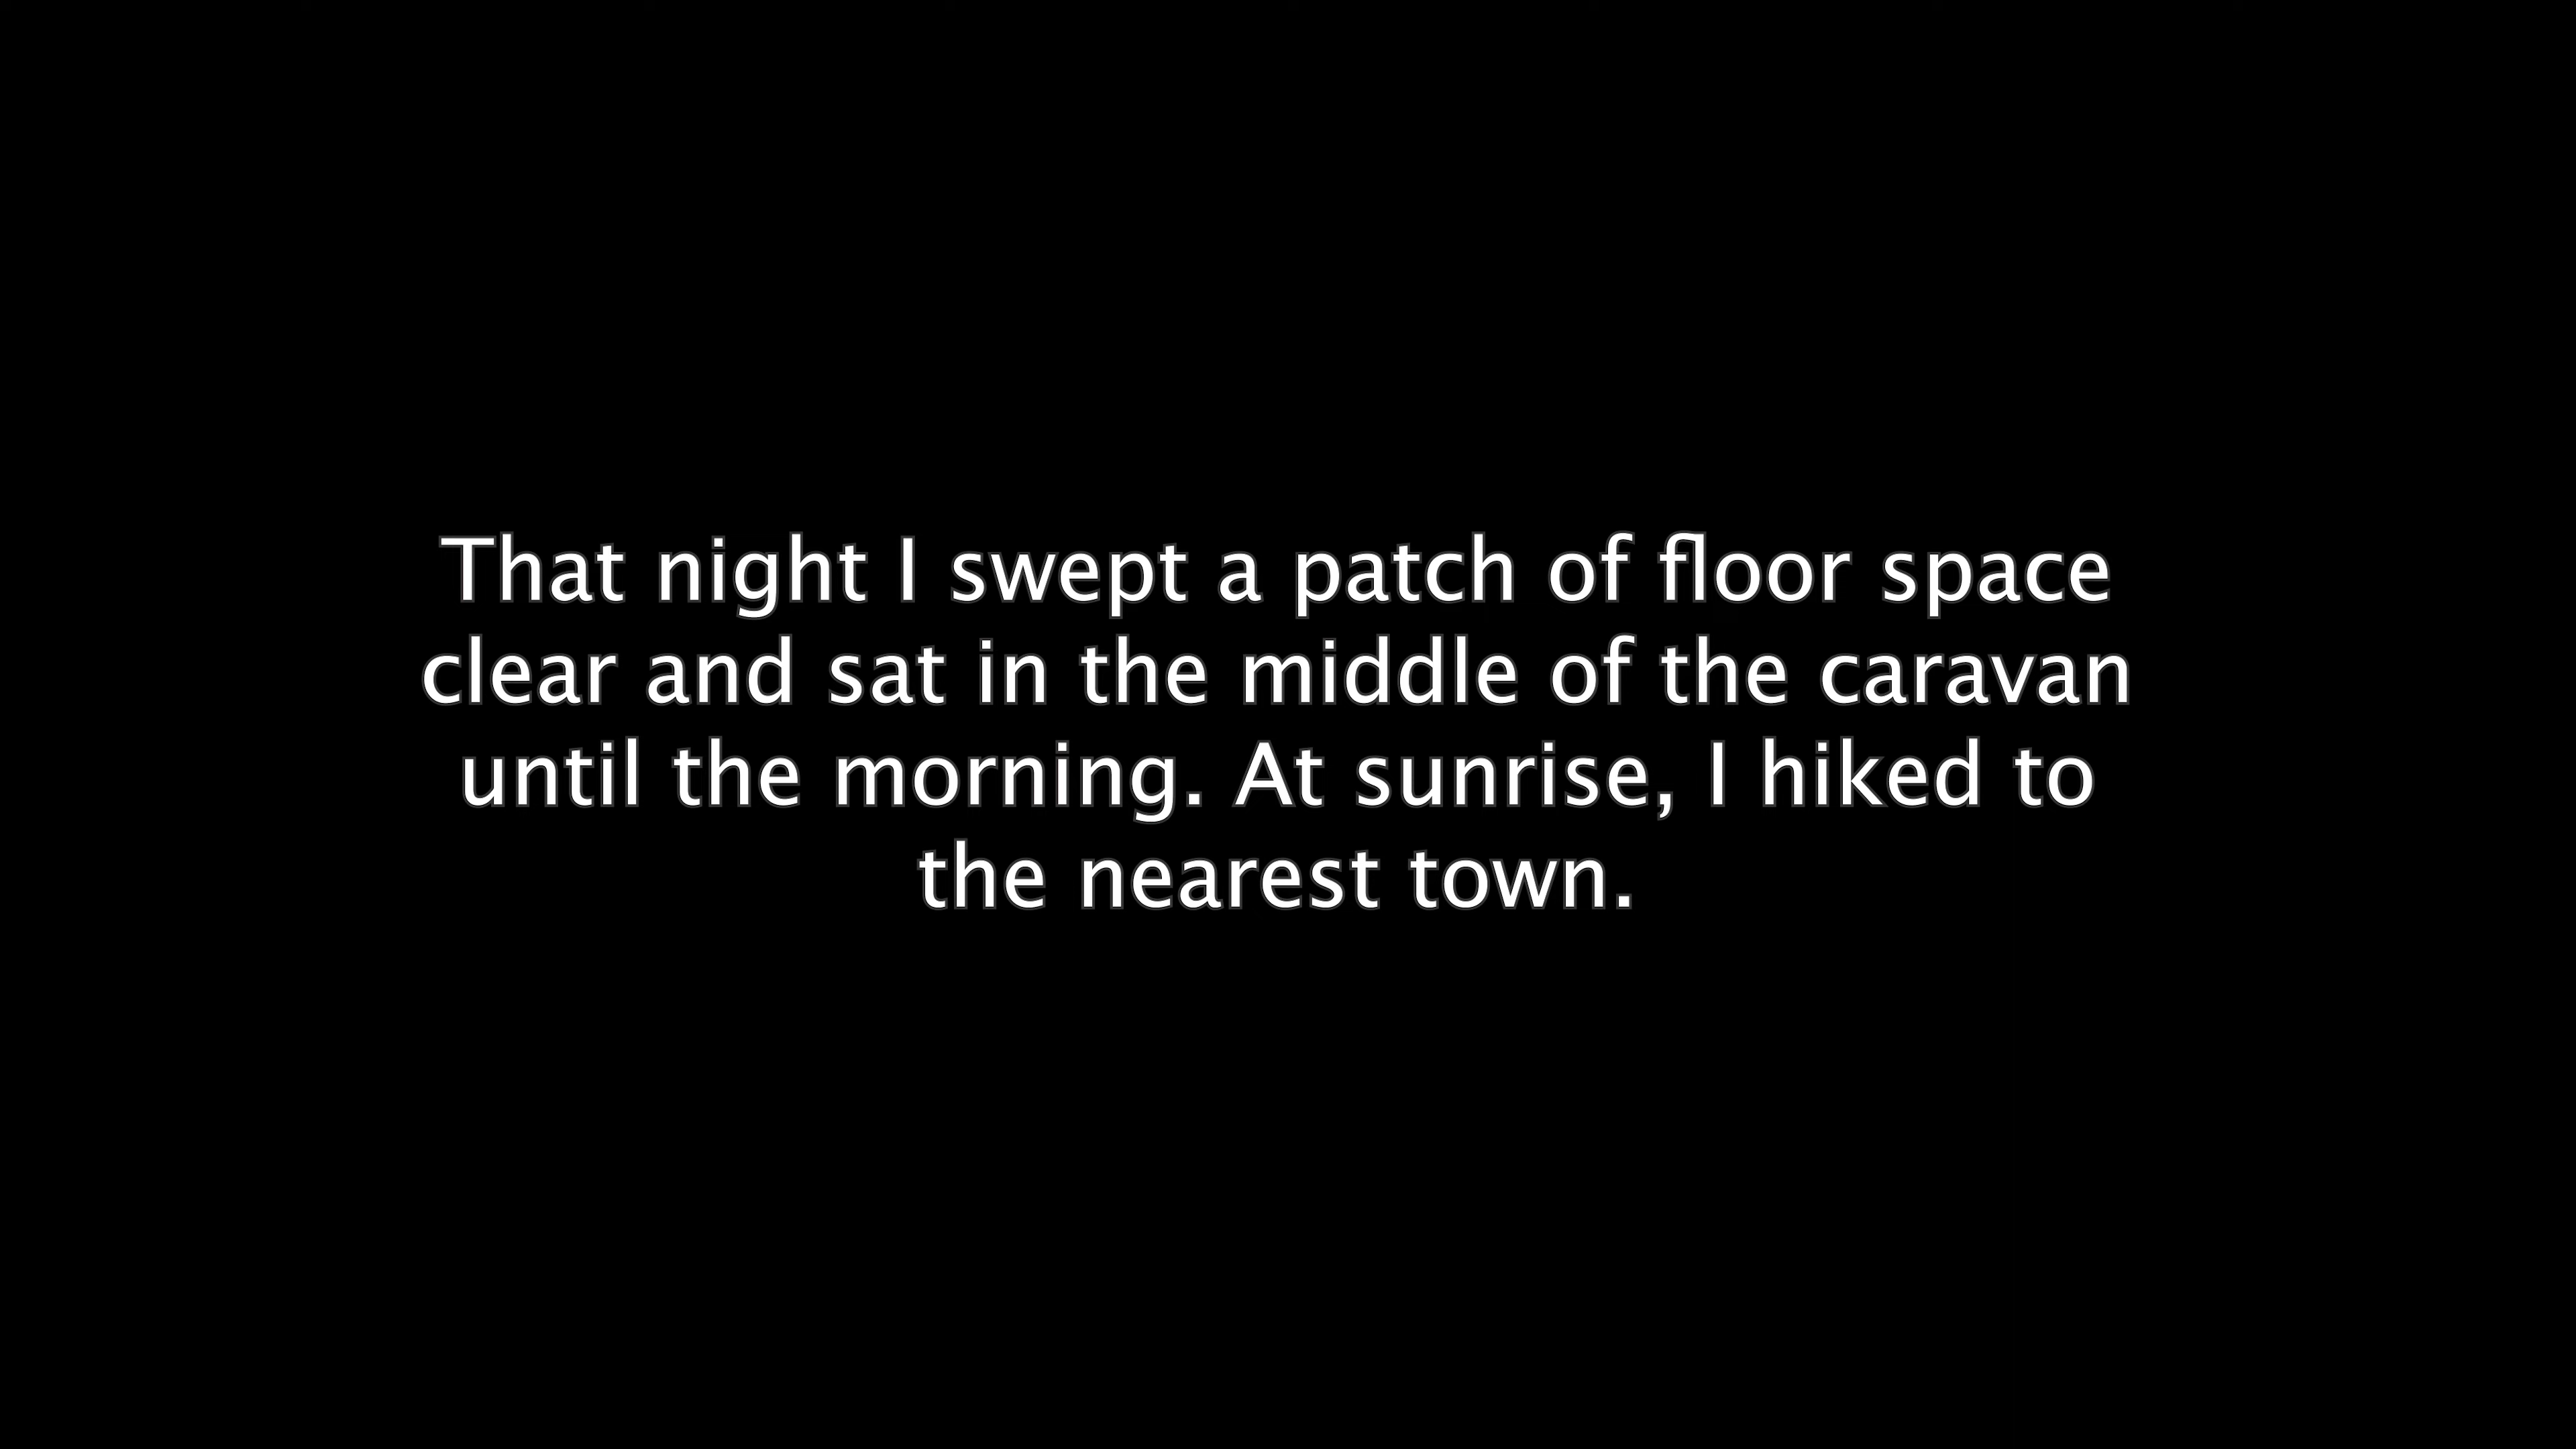 That night I swept a patch of floor space
clear and sat in the middle of the caravan
until the morning. At sunrise, I hiked to
the nearest town.